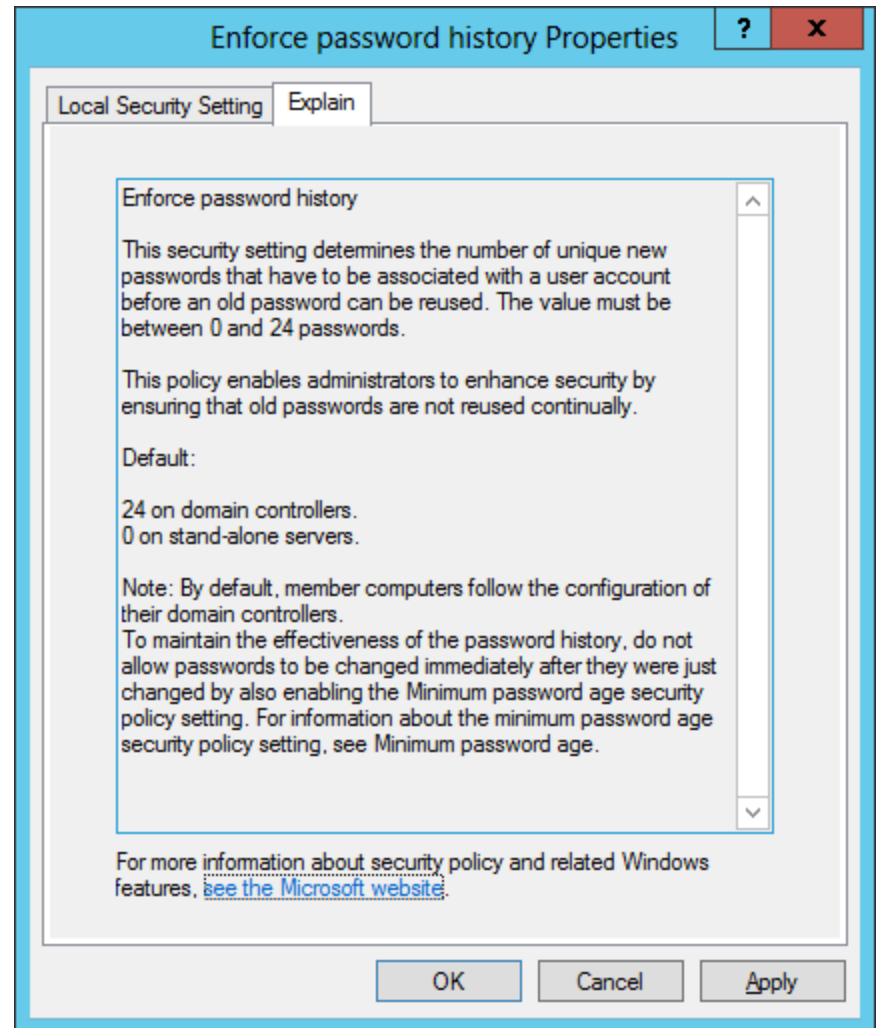 Enforce password history Properties
?
x
Local Security Setting
Explain
Enforce password history
This security setting determines the number of unique new
passwords that have to be associated with a user account
before an old password can be reused. The value must be
between 0 and 24 passwords.
This policy enables administrators to enhance security by
ensuring that old passwords are not reused continually.
Default:
24 on domain controllers.
0 on stand-alone servers.
Note: By default, member computers follow the configuration of
their domain controllers.
To maintain the effectiveness of the password history, do not
allow passwords to be changed immediately after they were just
changed by also enabling the Minimum password age security
policy setting. For information about the minimum password age
security policy setting, see Minimum password age.
For more information about security policy and related Windows
features, see the Microsoft website.
OK
Cancel
Apply